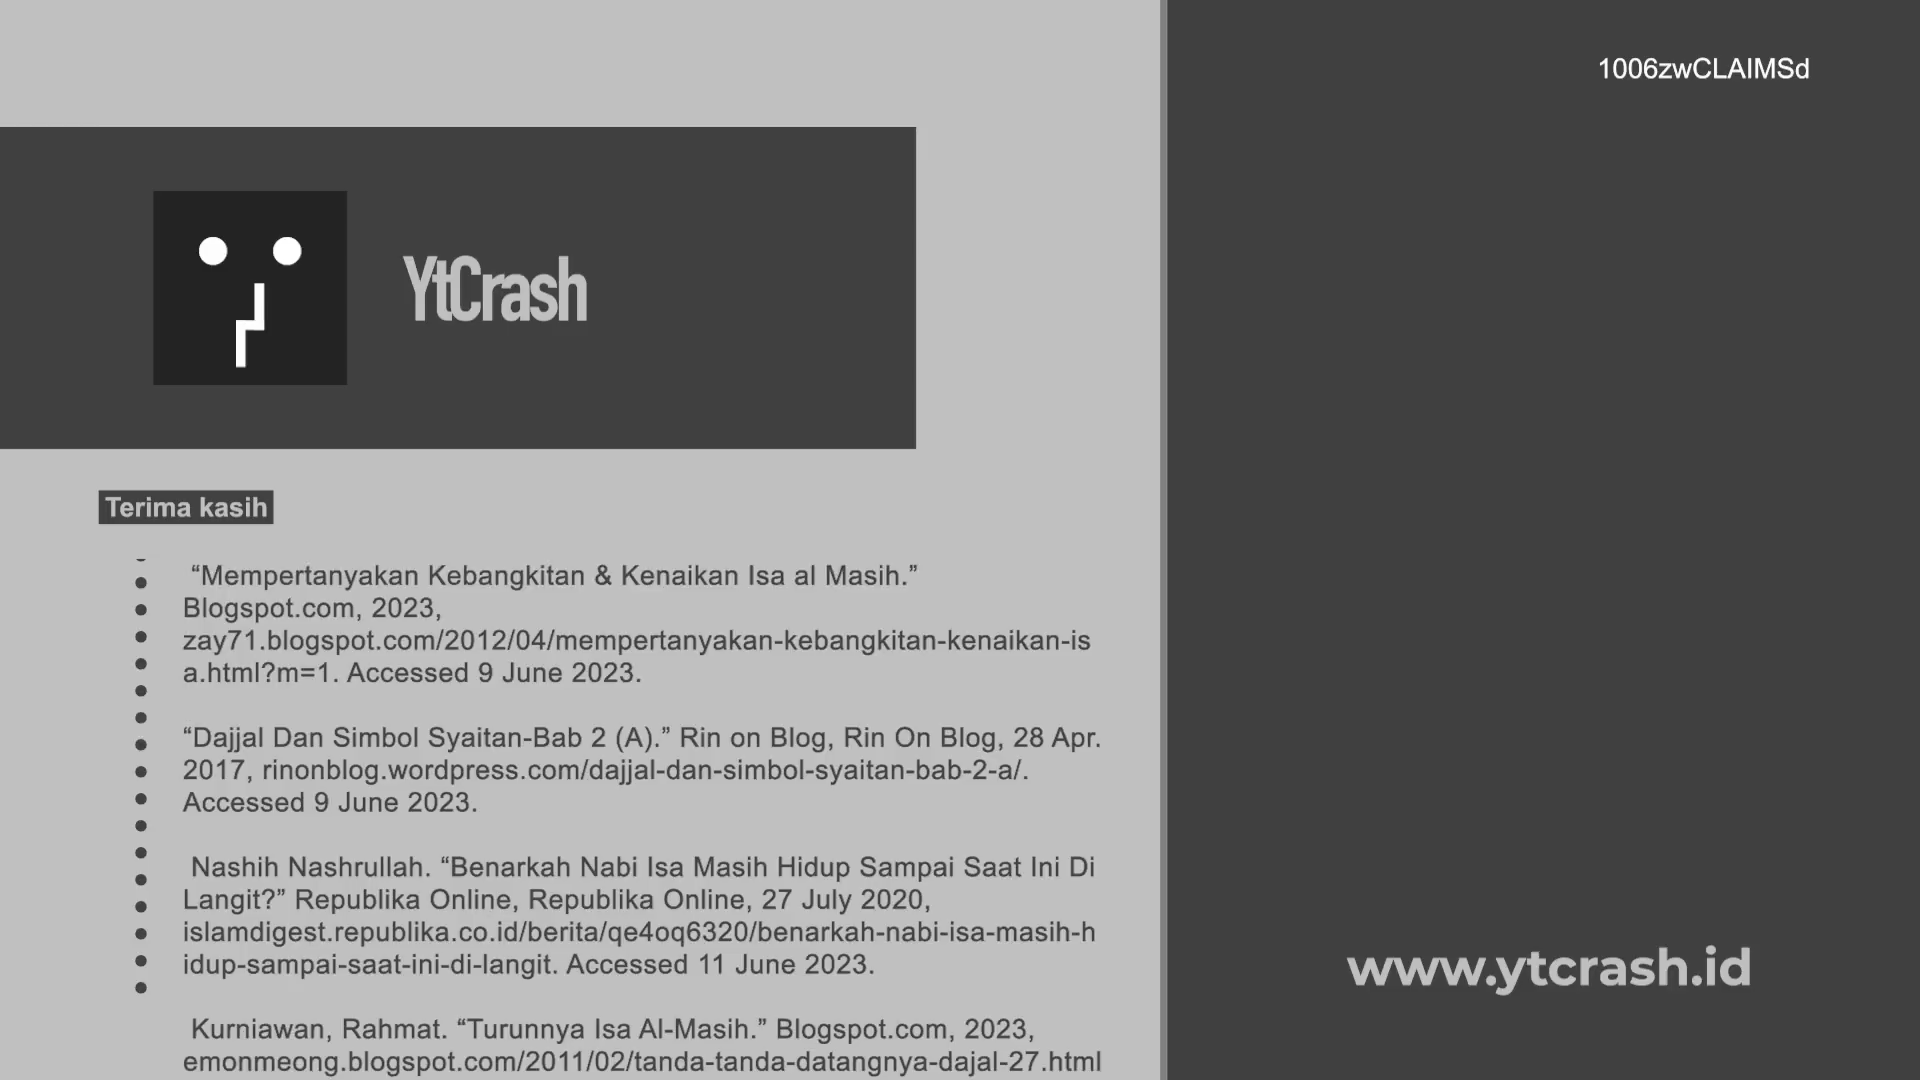 1006zwCLAIMSd
YtCrash
Terima kasih
“Mempertanyakan Kebangkitan & Kenaikan Isa al Masih.”
Blogspot.com, 2023,
zay71.blogspot.com/2012/04/mempertanyakan-kebangkitan-kenaikan-is
a.html?m=1. Accessed 9 June 2023.
“Dajjal Dan Simbol Syaitan-Bab 2 (A).” Rin on Blog, Rin On Blog, 28 Apr.
2017, rinonblog.wordpress.com/dajjal-dan-simbol-syaitan-bab-2-a/.
Accessed 9 June 2023.
Nashih Nashrullah. “Benarkah Nabi Isa Masih Hidup Sampai Saat Ini Di
Langit?” Republika Online, Republika Online, 27 July 2020,
islamdigest.republika.co.id/berita/qe4oq6320/benarkah-nabi-isa-masih-h
idup-sampai-saat-ini-di-langit. Accessed 11 June 2023.
Kurniawan, Rahmat. “Turunnya Isa Al-Masih.” Blogspot.com, 2023,
emonmeong.blogspot.com/2011/02/tanda-tanda-datangnya-dajal-27.html
www.ytcrash.id